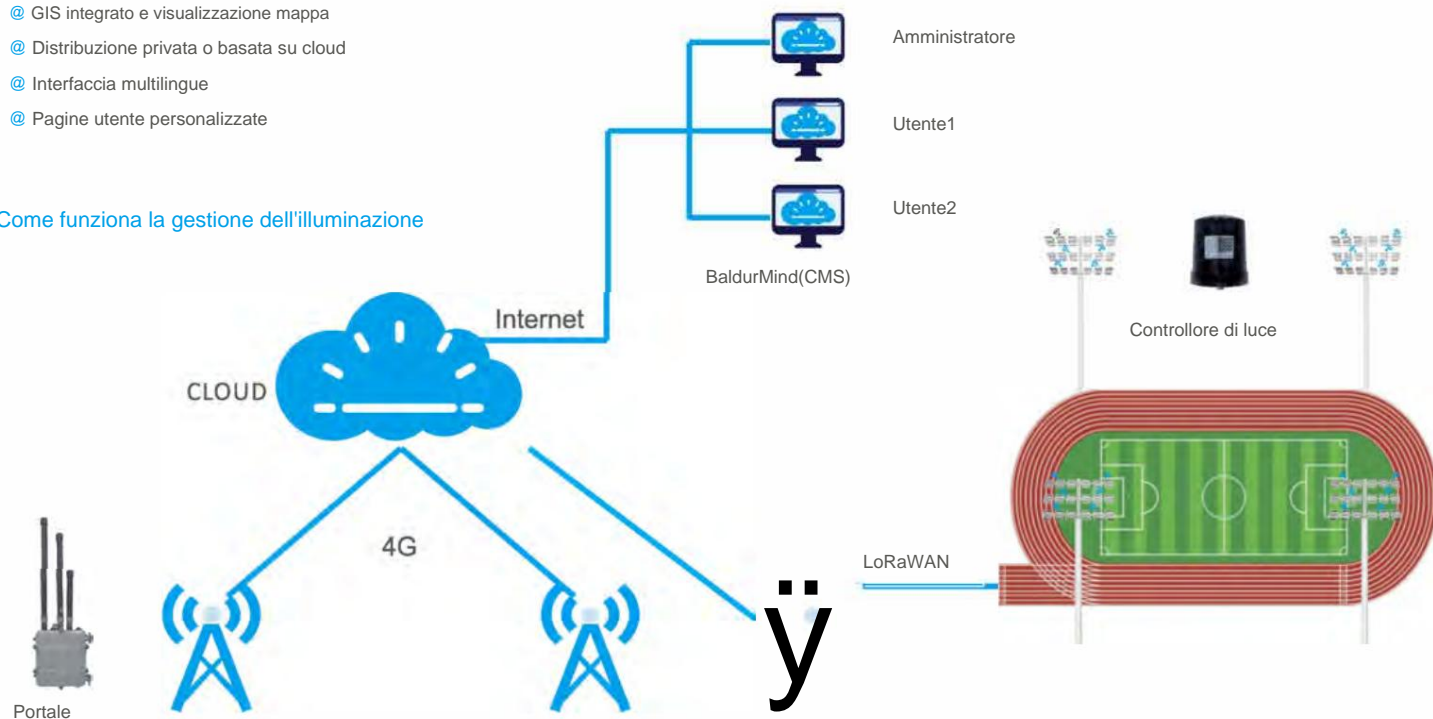 @ GIS integrato e visualizzazione mappa
@ Distribuzione privata o basata su cloud
@ Interfaccia multilingue
@ Pagine utente personalizzate
Amministratore
Utente1
Utente2
BaldurMind(CMS)
Come funziona la gestione dell'illuminazione
Internet
CLOUD
4G
Controllore di luce
LoRaWAN
ÿ
Portale